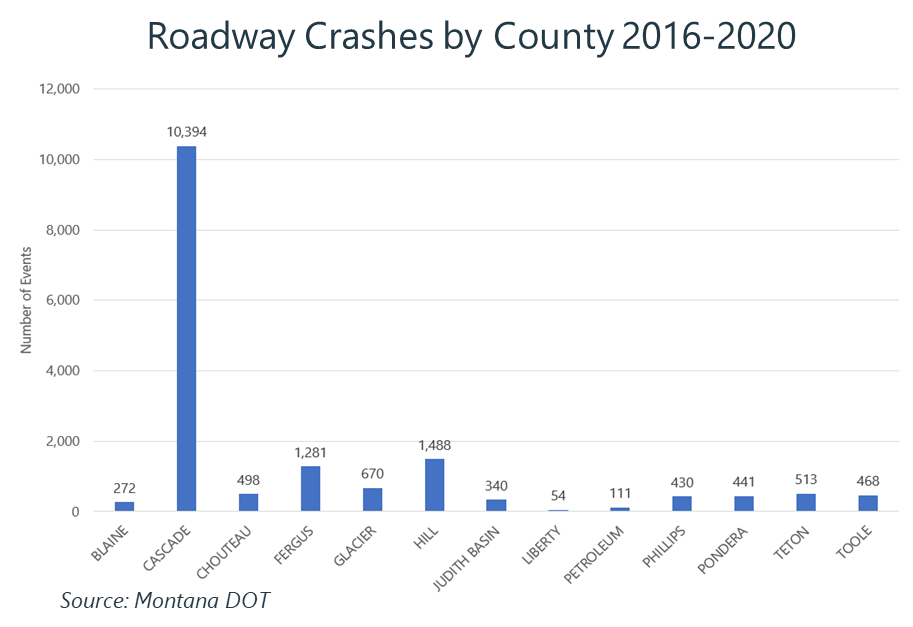 Roadway Crashes by County 2016-2020
Number of Events
12,000
10,000
8,000
6,000
4,000
2,000
0
272
10,394
498
1,281
670
1,488
340
54
111
430
441
513
468
BLAINE
CASCADE
CHOUTEAU
FERGUS
GLACIER
HILL
JUDITH BASIN
LIBERTY
PETROLEUM
PHILLIPS
PONDERA
TETON
TOOLE
Source: Montana DOT